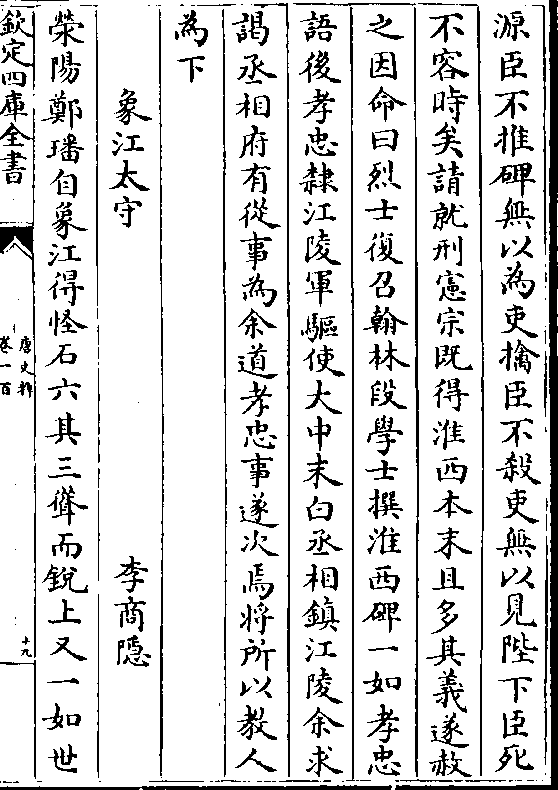 源臣不推碑無以為吏擒臣不殺吏無以見陛下臣死
不容時矣請就刑憲宗既得淮西本末且多其義遂赦
之因命曰烈士復召翰林段學士撰淮西碑一如孝忠
語後孝忠隸江陵軍驅使大中末白丞相鎮江陵余求
謁丞相府有從事為余道孝忠事遂次焉將所以教人
為下
象江太守 李商隱
滎陽鄭璠自象江得怪石六其三聳而銳上又一如世
欽定四庫全書
唐文粹
卷一百
十九